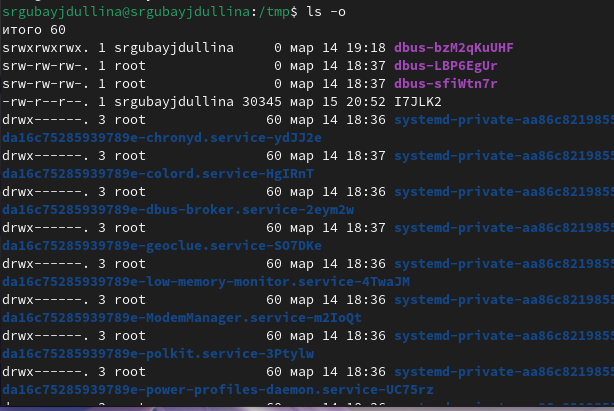 srgubayjdullina@srgubayjdullina:/tmp$ ls -o
итого 60
srwxrwxrwx. 1 srgubayjdullina 0 мар 14 19:18 dbus-bzM2qKuUHF
srw-rw-rw-. 1 root 0 мар 14 18:37 dbus-LBP6EgUr
srw-rw-rw-. 1 root 0 мар 14 18:37 dbus-sfiWtn7r
-rw-r--r--. 1 srgubayjdullina 30345 мар 15 20:52 I7JLK2
drwx------. 3 root 60 мар 14 18:36 systemd-private-aa86c821985
da16c75285939789e-chronyd.service-ydJJ2e
drwx------. 3 root 60 мар 14 18:37 systemd-private-aa86c821985
da16c75285939789e-colord.service-HgIRnT
drwx------. 3 root 60 мар 14 18:36 systemd-private-aa86c821985
da16c75285939789e-dbus-broker.service-2eym2w
drwx------. 3 root 60 мар 14 18:37 systemd-private-aa86c821985
da16c75285939789e-geoclue.service-SO7DKe
drwx------. 3 root 60 мар 14 18:36 systemd-private-aa86c821985
da16c75285939789e-low-memory-monitor.service-4TwaJM
drwx------. 3 root 60 мар 14 18:36 systemd-private-aa86c821985
da16c75285939789e-ModemManager.service-m2IoQt
drwx------. 3 root 60 мар 14 18:36 systemd-private-aa86c821985
da16c75285939789e-polkit.service-3Ptylw
drwx------. 3 root 60 мар 14 18:36 systemd-private-aa86c821985
da16c75285939789e-power-profiles-daemon.service-UC75rz